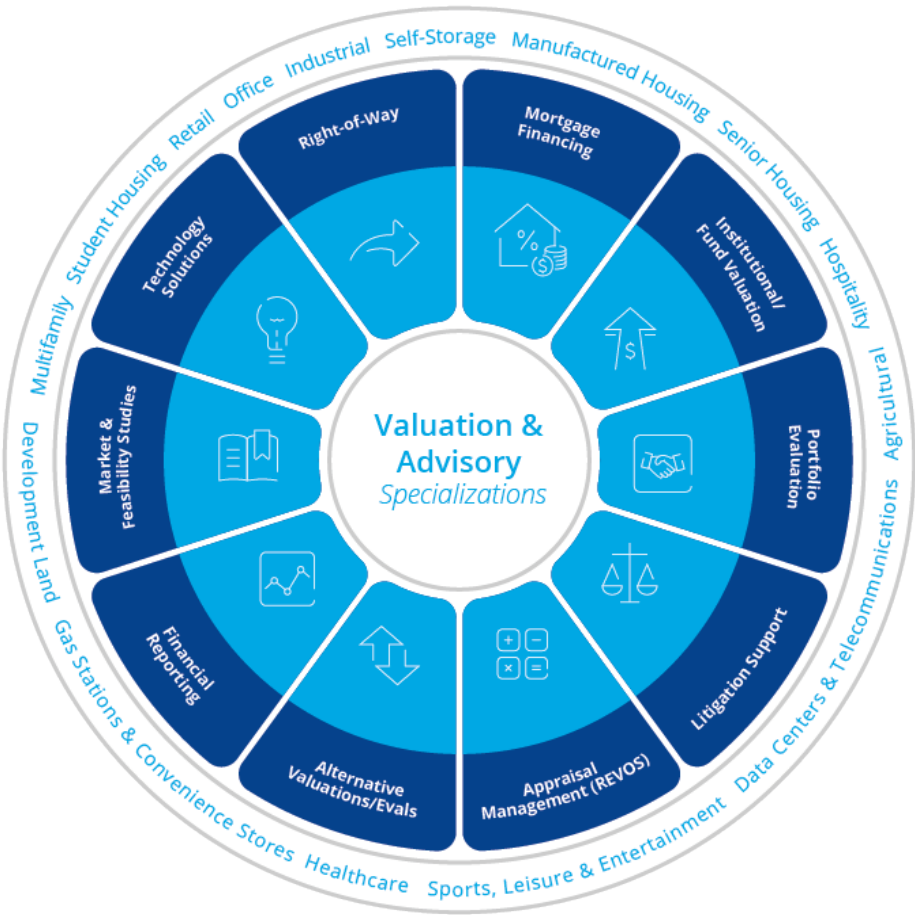 Valuation &
Advisory
Specializations
Mortgage
Financing
Institutional/
Fund Valuation
Portfolio
Evaluation
Litigation Support
Appraisal
Management (REVOS)
Alternative
Valuations/Evals
Financial
Reporting
Market &
Feasibility Studies
Technology
Solutions
Right-of-Way
%
$
$
+ −
× =
Self-Storage
Manufactured Housing
Senior Housing
Hospitality
Agricultural
Data Centers & Telecommunications
Sports, Leisure & Entertainment
Healthcare
Gas Stations & Convenience Stores
Development Land
Multifamily
Student Housing
Retail
Office
Industrial